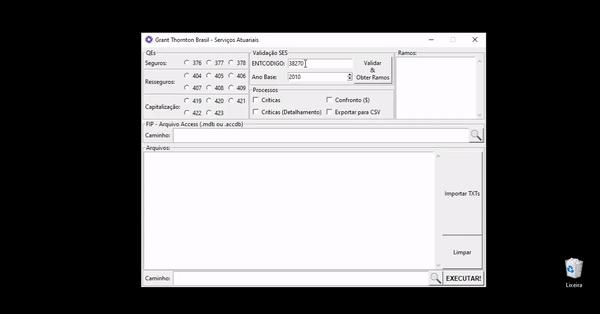 Grant Thornton Brasil - Serviços Atuariais
QEs
Seguros: 376 377 378
Resseguros: 404 405 406
407 408 409
Capitalização: 419 420 421
422 423
Validação SES
ENTCODIGO: 38270
Ano Base: 2010
Validar
&
Obter Ramos
Processos
Críticas Confronto ($)
Críticas (Detalhamento) Exportar para CSV
Ramos:
FIP - Arquivo Access (.mdb ou .accdb)
Caminho:
Arquivos:
Importar TXTs
Limpar
Caminho:
EXECUTAR!
Lixeira